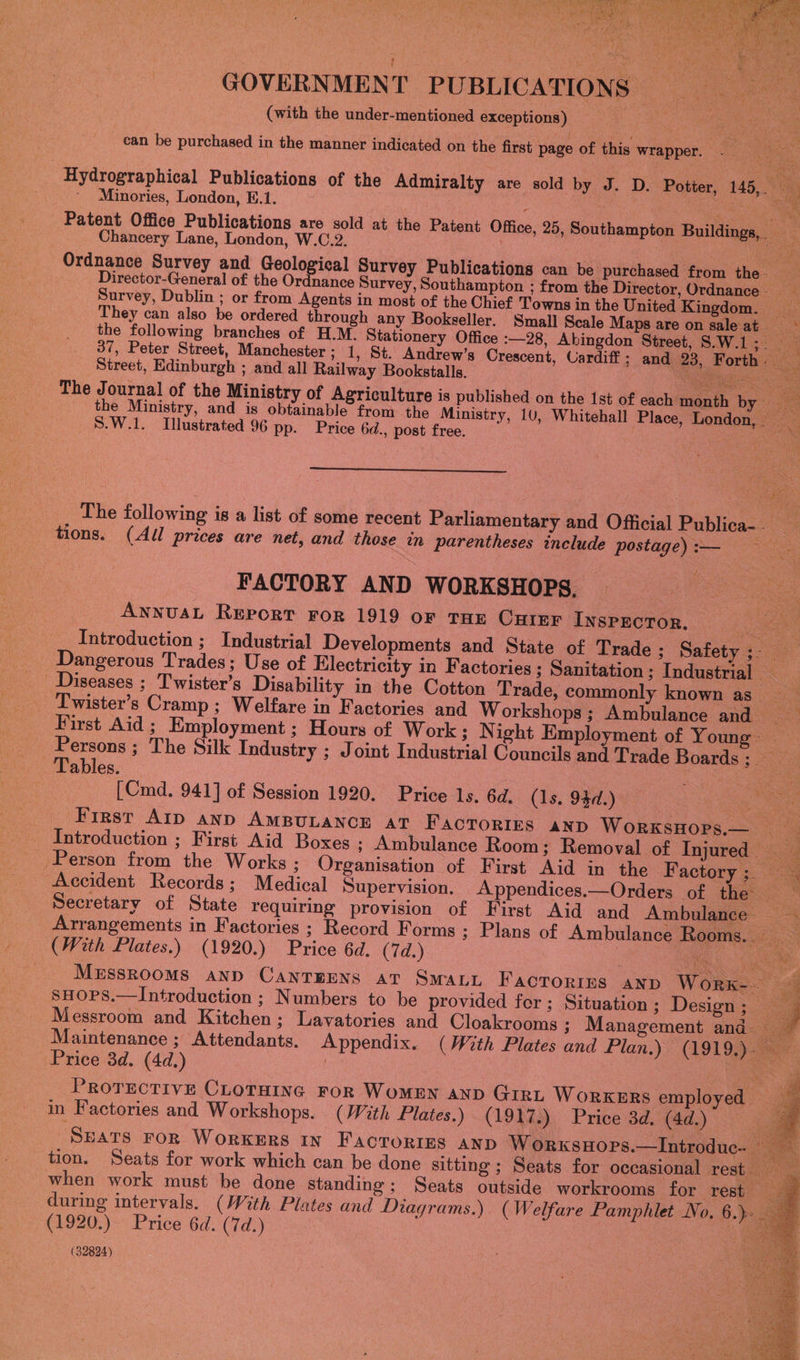 GOVERNMENT PUBLICATIONS
(with the under-mentioned exceptions)
can be purchased in the manner indicated on the first page of this wrapper.
Hydrographical Publications of the Admiralty are sold by J. D. Potter, 145,
Minories, London, E.1.
Patent Office Publications are sold at the Patent Office, 25, Southampton Buildings,
Chancery Lane, London, W.C.2.
Ordnance Survey and Geological Survey Publications can be purchased from the
Director-General of the Ordnance Survey, Southampton ; from the Director, Ordnance
Survey, Dublin ; or from Agents in most of the Chief Towns in the United Kingdom.
They can also be ordered through any Bookseller. Small Scale Maps are on sale at
the following branches of H.M. Stationery Office :—28, Abingdon Street, S.W.1 ;
37, Peter Street, Manchester ; 1, St. Andrew's Crescent, Cardiff ; and 23, Forth
Street, Edinburgh ; and all Railway Bookstalls.
The Journal of the Ministry of Agriculture is published on the 1st of each month by
the Ministry, and is obtainable from the Ministry, 10, Whitehall Place, London,
S.W.1. Illustrated 96 pp. Price 6d., post free.
The following is a list of some recent Parliamentary and Official Publica-
tions. (All prices are net, and those in parentheses include postage) :—
FACTORY AND WORKSHOPS.
ANNUAL REPORT FOR 1919 OF THE CHIEF INSPECTOR.
Introduction ; Industrial Developments and State of Trade ; Safety ;
Dangerous Trades ; Use of Electricity in Factories ; Sanitation ; Industrial
Diseases ; Twister's Disability in the Cotton Trade, commonly known as
Twister's Cramp ; Welfare in Factories and Workshops ; Ambulance and
First Aid ; Employment ; Hours of Work ; Night Employment of Young
Persons ; The Silk Industry ; Joint Industrial Councils and Trade Boards ;
Tables.
[Cmd. 941] of Session 1920. Price 1s. 6d. (1s. 9½d.)
FIRST AID AND AMBULANCE AT FACTORIES AND WORKSHOPS.—
Introduction ; First Aid Boxes ; Ambulance Room ; Removal of Injured
Person from the Works ; Organisation of First Aid in the Factory ;
Accident Records ; Medical Supervision. Appendices.—Orders of the
Secretary of State requiring provision of First Aid and Ambulance
Arrangements in Factories ; Record Forms ; Plans of Ambulance Rooms.
(With Plates.) (1920.) Price 6d. (7d.)
MESSROOMS AND CANTEENS AT SMALL FACTORIES AND WORK-
SHOPS.—Introduction ; Numbers to be provided for ; Situation ; Design ;
Messroom and Kitchen ; Lavatories and Cloakrooms ; Management and
Maintenance ; Attendants. Appendix. (With Plates and Plan.) (1919.)
Price 3d. (4d.)
PROTECTIVE CLOTHING FOR WOMEN AND GIRL WORKERS employed
in Factories and Workshops. (With Plates.) (1917.) Price 3d. (4d.)
SEATS FOR WORKERS IN FACTORIES AND WORKSHOPS.—Introduc-
tion. Seats for work which can be done sitting ; Seats for occasional rest
when work must be done standing ; Seats outside workrooms for rest
during intervals. (With Plates and Diagrams.) (Welfare Pamphlet No. 6.)
(1920.) Price 6d. (7d.)
(32824)